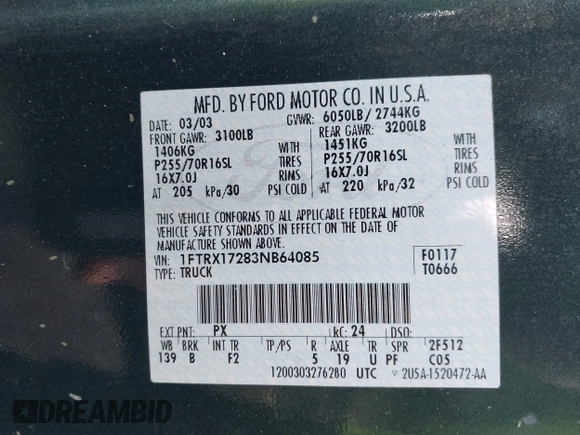 MFD. BY FORD MOTOR CO. IN U.S.A.
DATE: 03/03 GVWR: 6050LB/ 2744KG
FRONT GAWR: 3100LB REAR GAWR: 3200LB
1406KG WITH 1451KG WITH
P255/70R16SL TIRES P255/70R16SL TIRES
16X7.0J RIMS 16X7.0J RIMS
AT 205 kPa/30 PSI COLD AT 220 kPa/32 PSI COLD
THIS VEHICLE CONFORMS TO ALL APPLICABLE FEDERAL MOTOR
VEHICLE SAFETY STANDARDS IN EFFECT ON THE DATE OF
MANUFACTURE SHOWN ABOVE.
VIN: 1FTRX17283NB64085 F0117
TYPE: TRUCK T0666
EXT PNT: PX RC: 24 DSO:
WB BRK INT TR TP/PS R AXLE TR SPR 2F512
139 B F2 5 19 U PF C05
1200303276280 UTC 2U5A-1520472-AA
DREAMBID